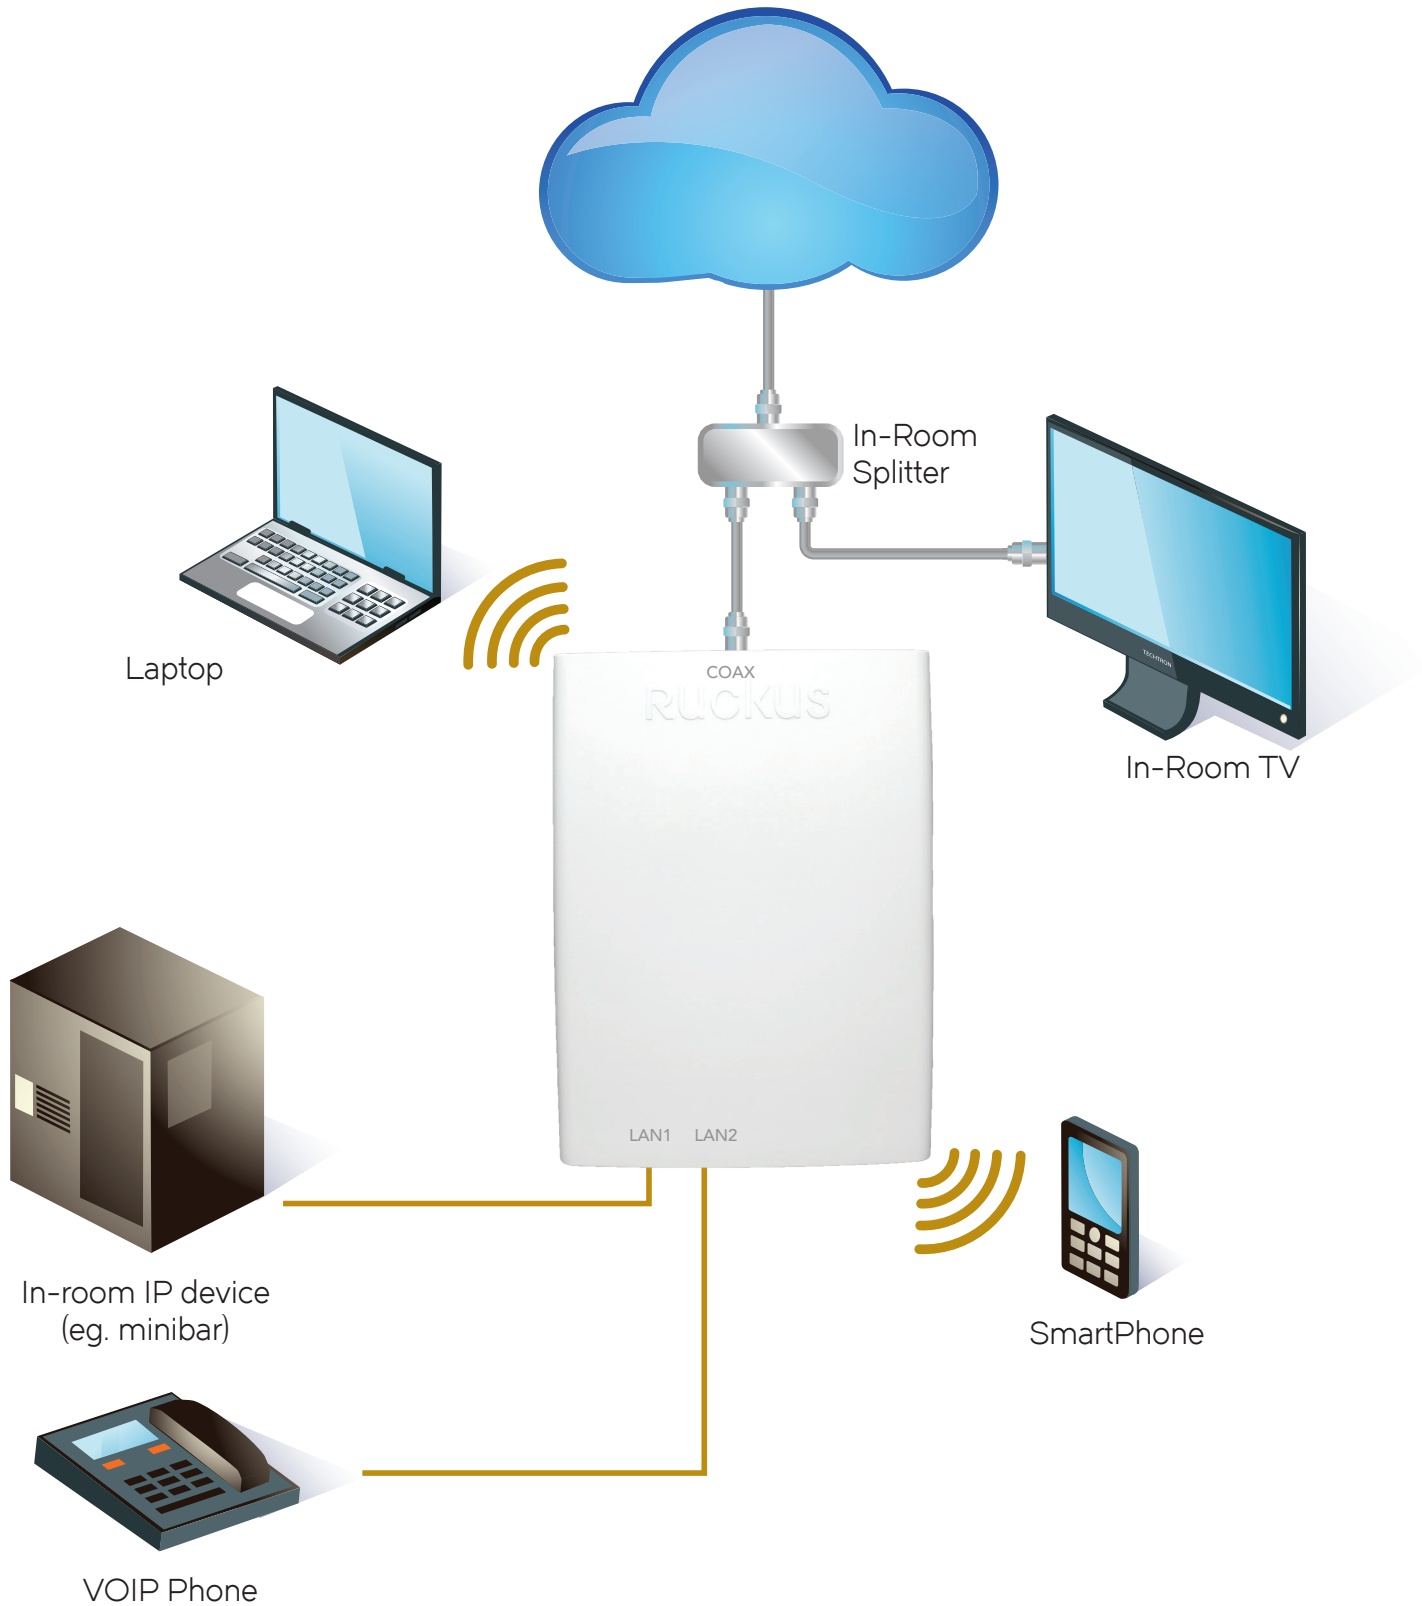 In-Room
Splitter
TECHTRON
Laptop
COAX
RUCKUS
In-Room TV
LAN1 LAN2
In-room IP device
(eg. minibar)
SmartPhone
VOIP Phone